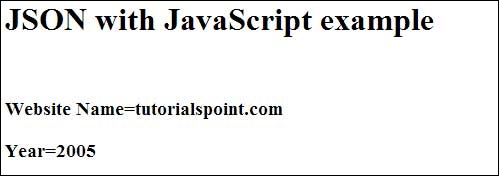 JSON with JavaScript example
Website Name=tutorialspoint.com
Year=2005